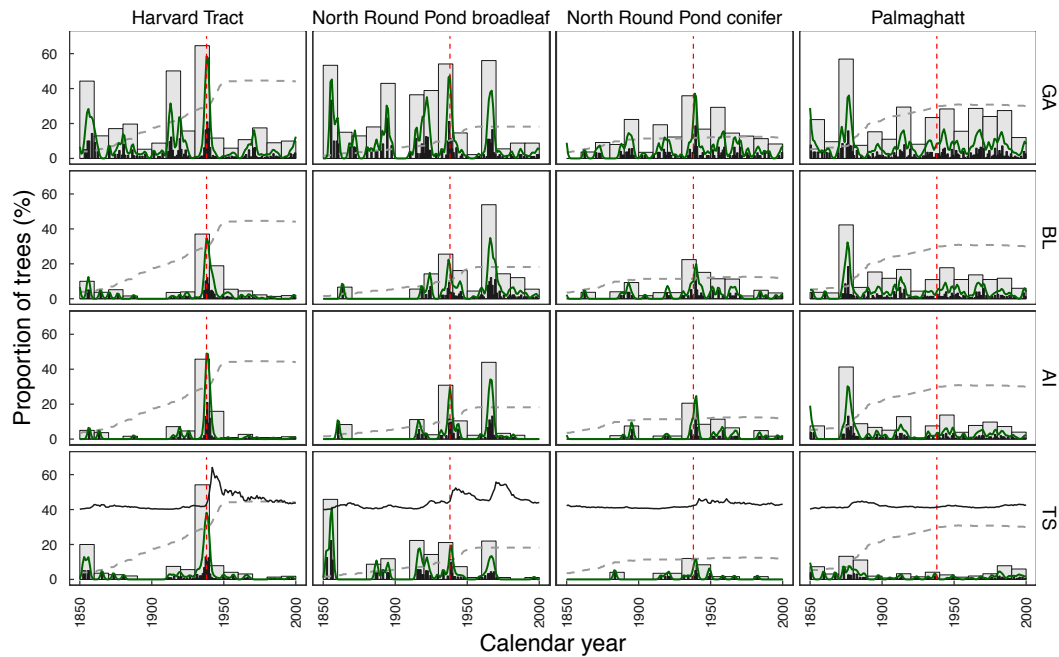 Harvard Tract North Round Pond broadleaf North Round Pond conifer Palmaghatt
60
40
20
0
GA
60
40
20
0
BL
60
40
20
0
AI
60
40
20
0
TS
Proportion of trees (%)
1850 1900 1950 2000 1850 1900 1950 2000 1850 1900 1950 2000 1850 1900 1950 2000
Calendar year